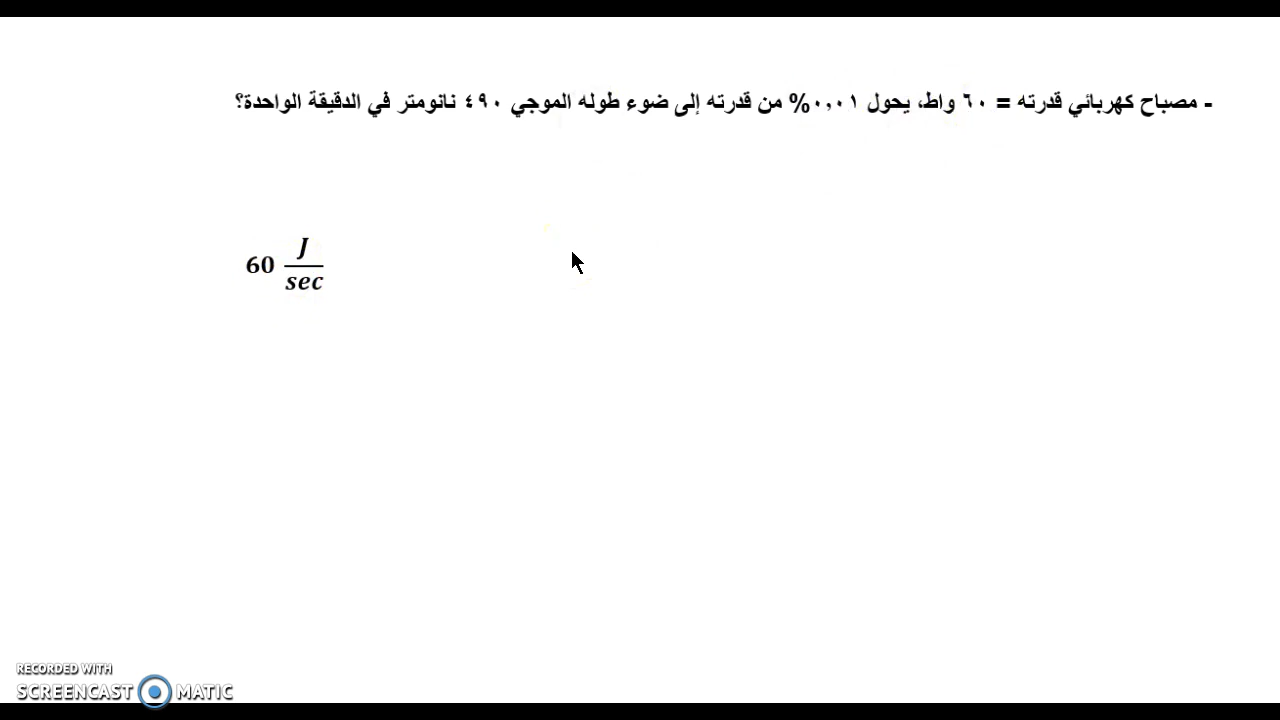 - مصباح كهربائي قدرته = ٦٠ واط، يحول ٠,٠١% من قدرته إلى ضوء طوله الموجي ٤٩٠ نانومتر في الدقيقة الواحدة؟
60 J/sec
RECORDED WITH
SCREENCAST MATIC